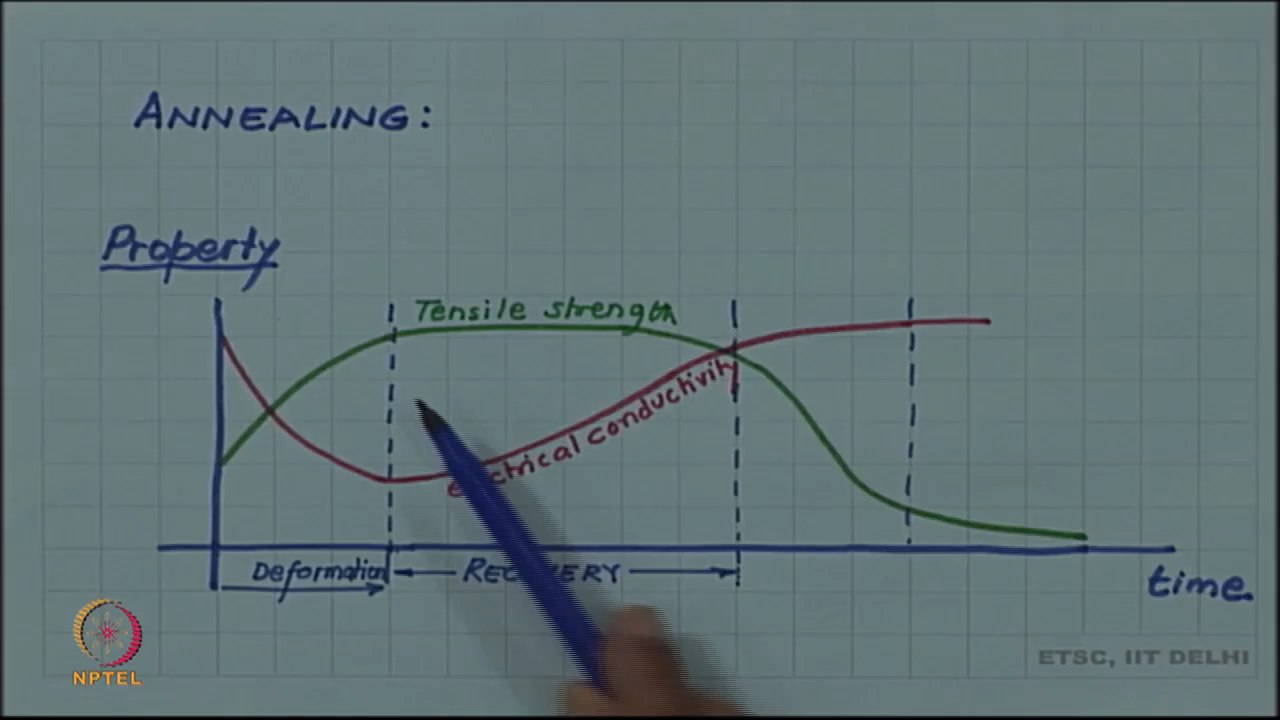 ANNEALING:
Property
Tensile strength
electrical conductivity
Deformation
RECOVERY
time
NPTEL
ETSC, IIT DELHI